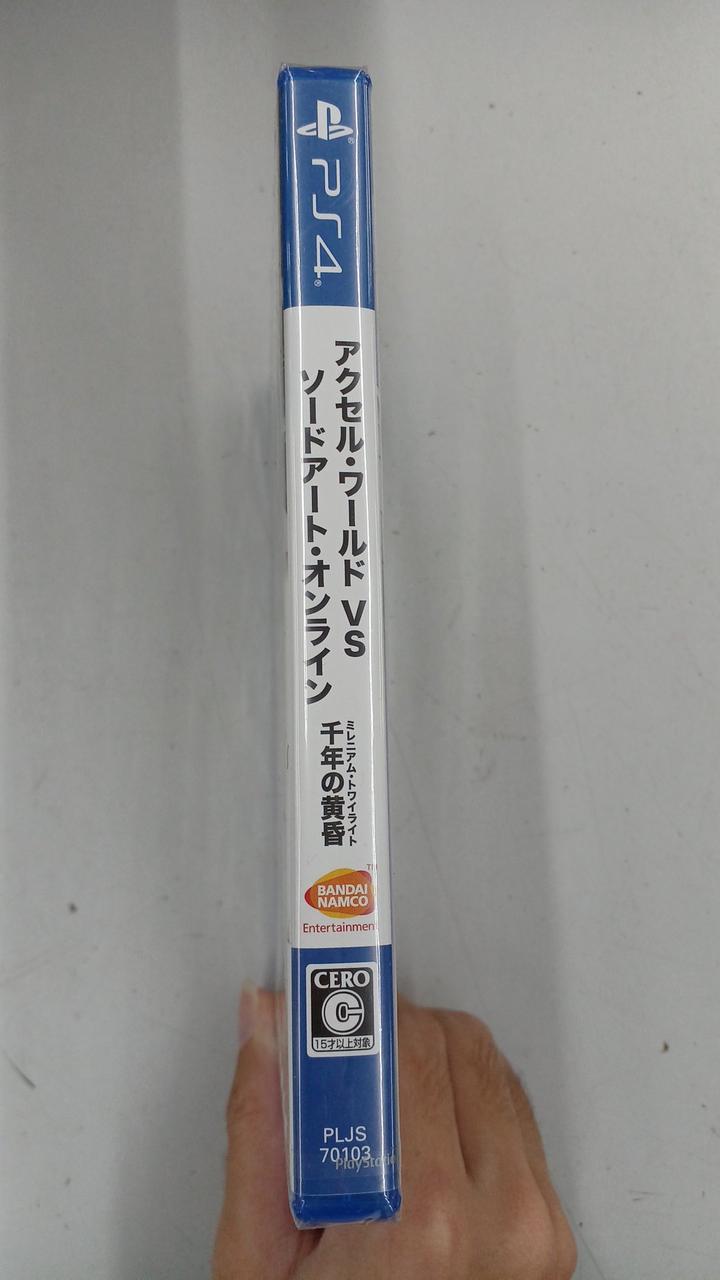 PS4
アクセル・ワールド VS
ソードアート・オンライン
ミレニアム・トワイライト
千年の黄昏
BANDAI
NAMCO
Entertainment
CERO
C
15才以上対象
PLJS
70103
PlayStation